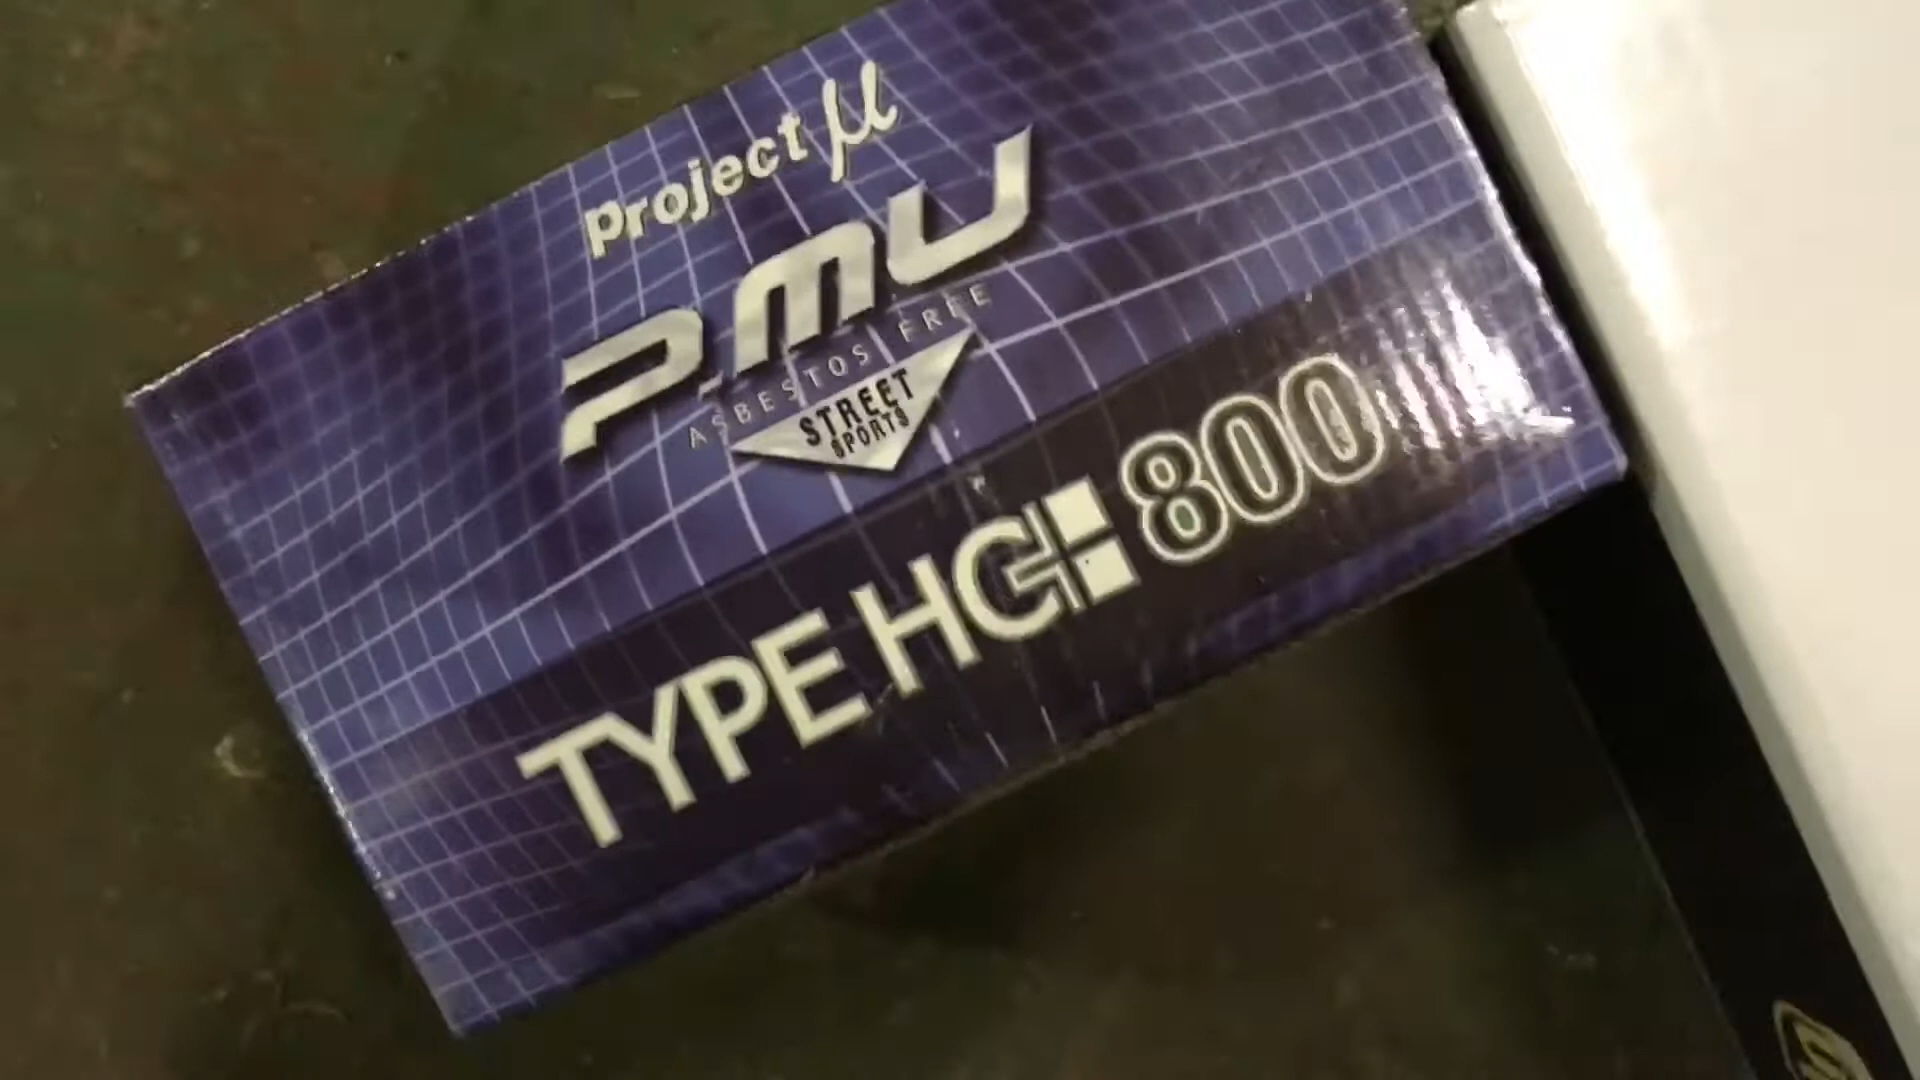 Project μ
P.MU
ASBESTOS FREE
STREET
SPORTS
TYPE HC+ 800